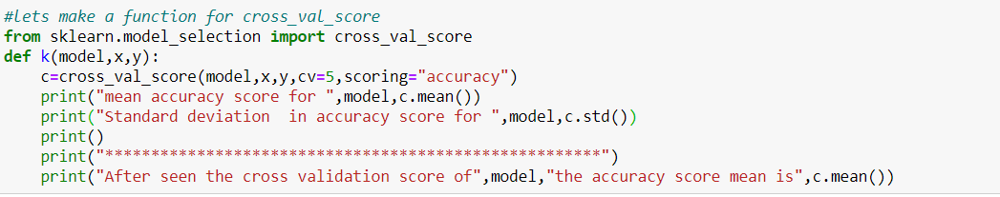 #Lets make a function for cross_val_score
from sklearn.model_selection import cross_val_score
def k(model,x,y):
    c=cross_val_score(model,x,y,cv=5,scoring="accuracy")
    print("mean accuracy score for ",model,c.mean())
    print("Standard deviation  in accuracy score for ",model,c.std())
    print()
    print("******************************************************")
    print("After seen the cross validation score of",model,"the accuracy score mean is",c.mean())